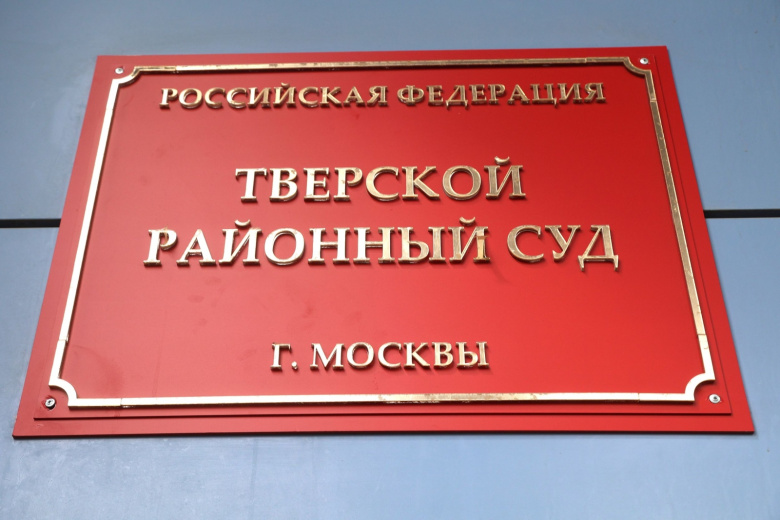 РОССИЙСКАЯ ФЕДЕРАЦИЯ
ТВЕРСКОЙ
РАЙОННЫЙ СУД
Г. МОСКВЫ